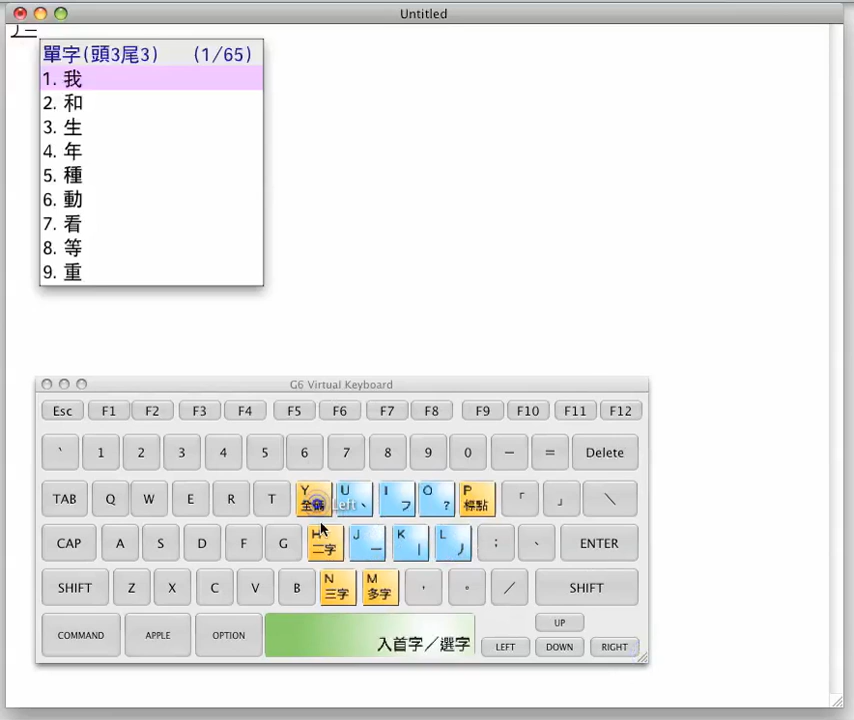 Untitled
單字(頭3尾3) (1/65)
1. 我
2. 和
3. 生
4. 年
5. 種
6. 動
7. 看
8. 等
9. 重
G6 Virtual Keyboard
Esc F1 F2 F3 F4 F5 F6 F7 F8 F9 F10 F11 F12
` 1 2 3 4 5 6 7 8 9 0 － = Delete
TAB Q W E R T Y 全碼 Left U 、 I フ O ? P 標點 「 」 ＼
CAP A S D F G H 二字 J 一 K 丨 L 丿 ; 、 ENTER
SHIFT Z X C V B N 三字 M 多字 ， 。 ／ SHIFT
COMMAND APPLE OPTION 入首字／選字 LEFT UP DOWN RIGHT